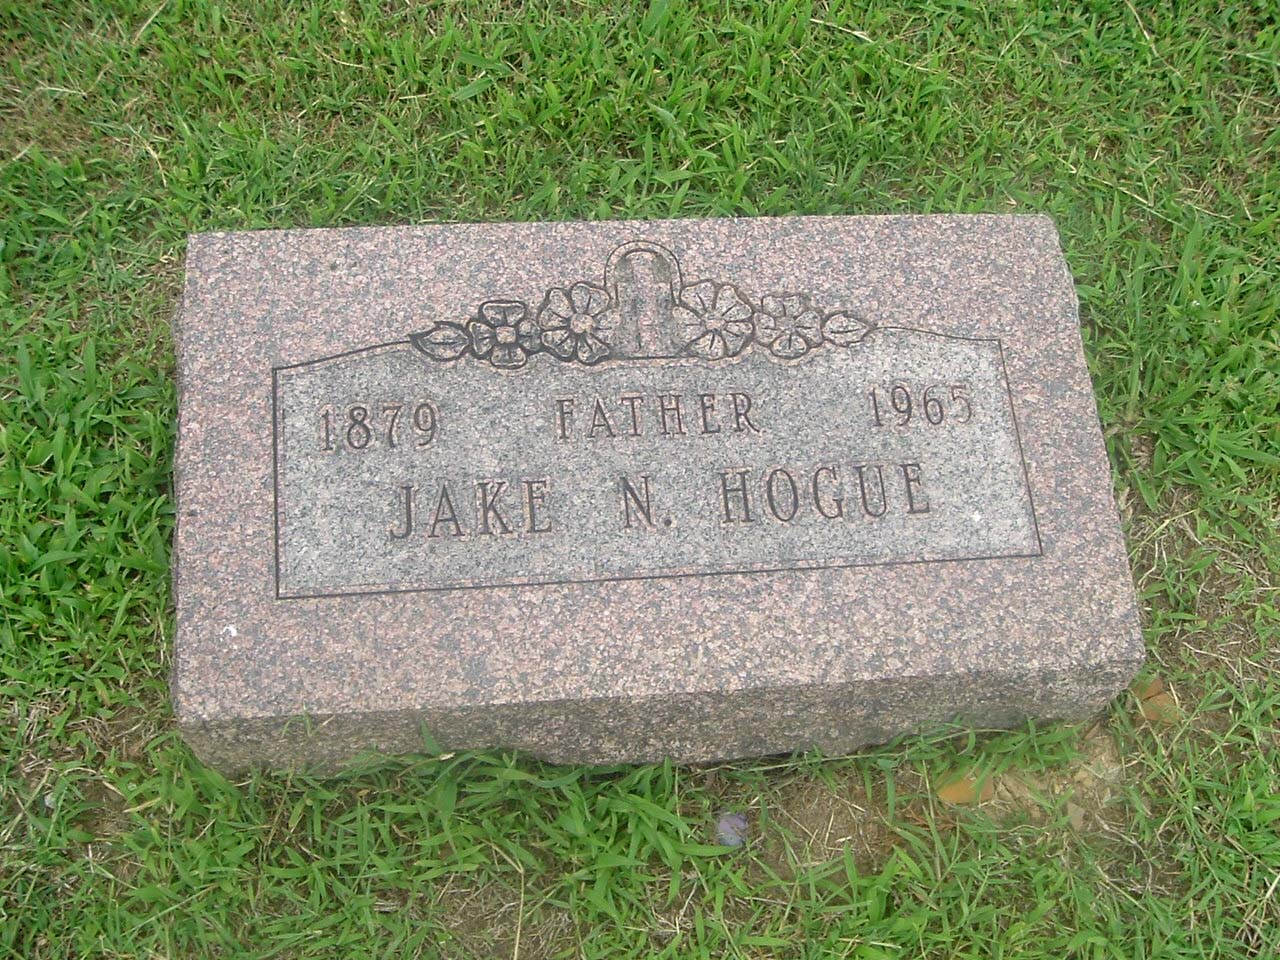 1879 FATHER 1965
JAKE N. HOGUE